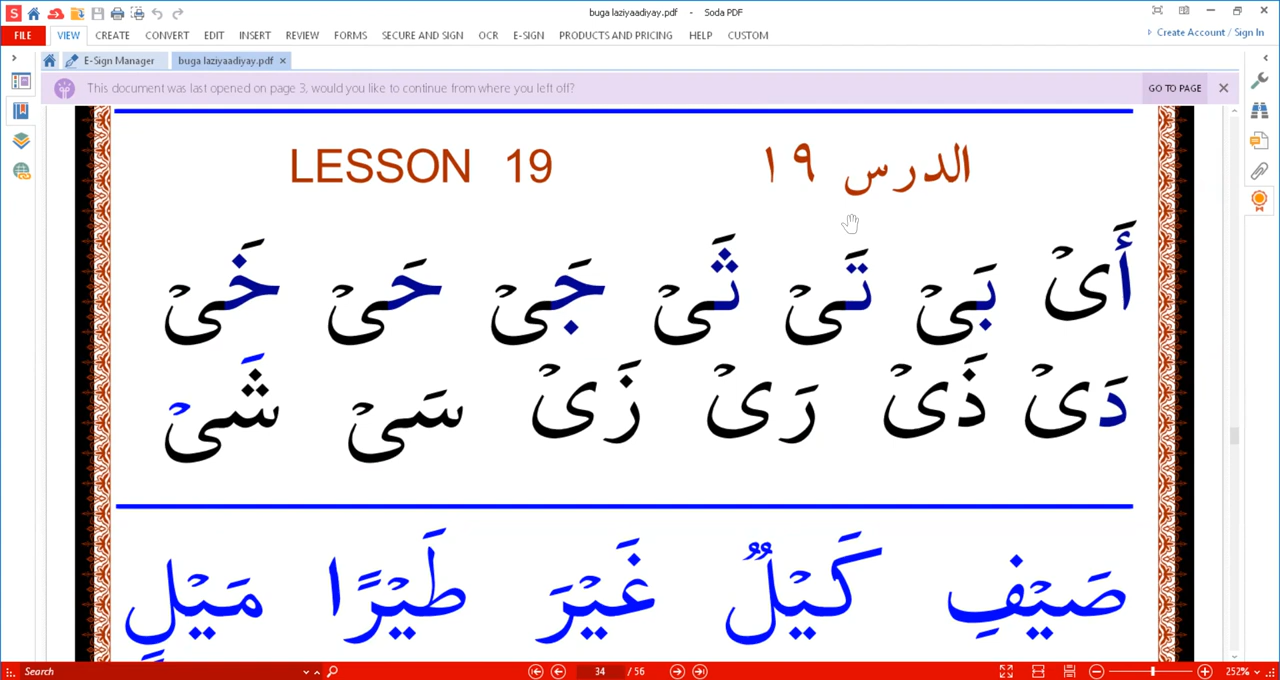 buga laziyaadiyay.pdf - Soda PDF
FILE VIEW CREATE CONVERT EDIT INSERT REVIEW FORMS SECURE AND SIGN OCR E-SIGN PRODUCTS AND PRICING HELP CUSTOM Create Account / Sign In
E-Sign Manager buga laziyaadiyay.pdf
This document was last opened on page 3, would you like to continue from where you left off? GO TO PAGE
LESSON 19 الدرس ١٩
أَىْ بَىْ تَىْ ثَىْ جَىْ حَىْ خَىْ
دَىْ ذَىْ رَىْ زَىْ سَىْ شَىْ
صَيْفِ كَيْلٌ غَيْرَ طَيْرًا مَيْلٍ
Search 34 / 56 252%